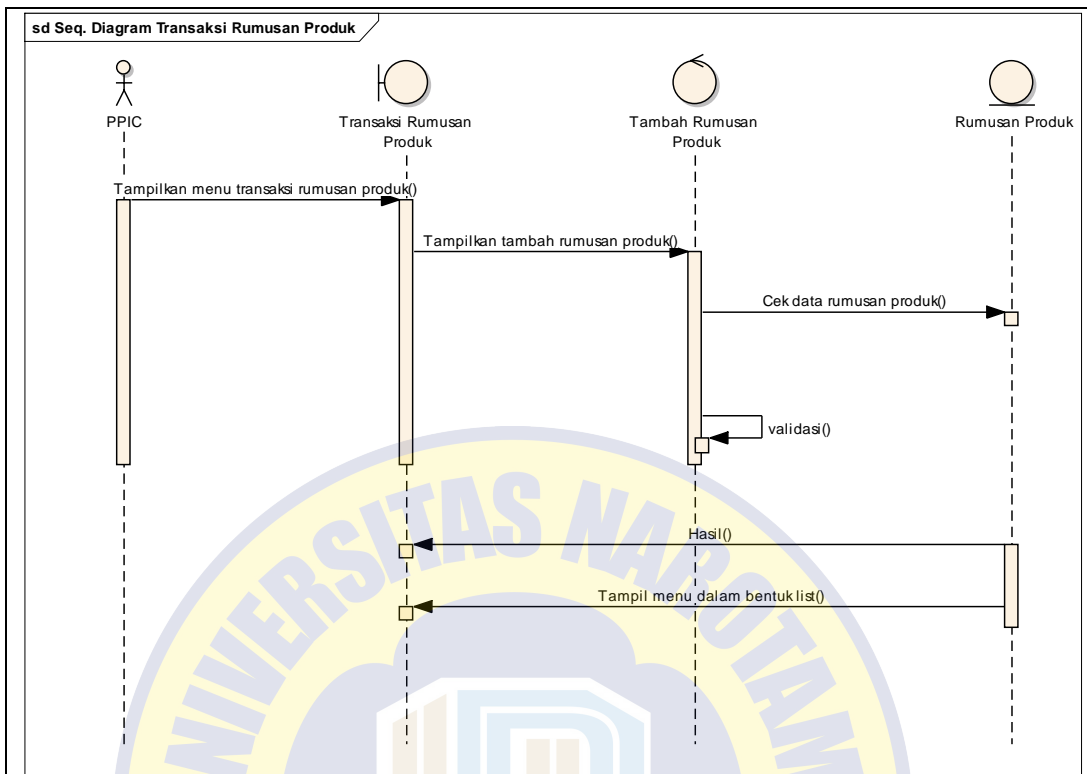 sd Seq. Diagram Transaksi Rumusan Produk
PPIC
Transaksi Rumusan
Produk
Tambah Rumusan
Produk
Rumusan Produk
Tampilkan menu transaksi rumusan produk()
Tampilkan tambah rumusan produk()
Cek data rumusan produk()
validasi()
Hasil()
Tampil menu dalam bentuk list()
UNIVERSITAS NAROTAM